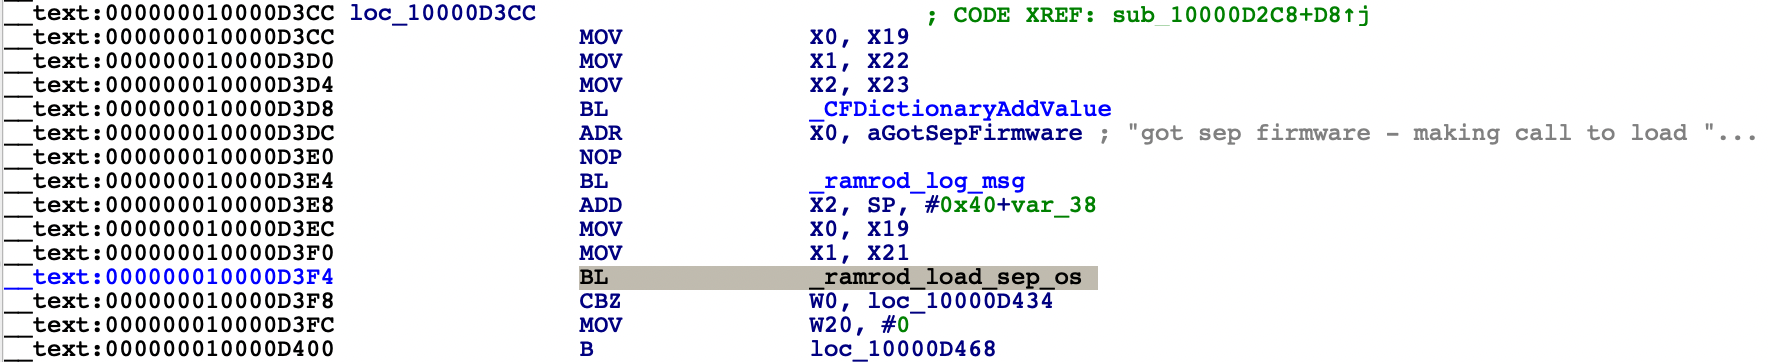 __text:000000010000D3CC loc_10000D3CC ; CODE XREF: sub_10000D2C8+D8↑j
__text:000000010000D3CC MOV X0, X19
__text:000000010000D3D0 MOV X1, X22
__text:000000010000D3D4 MOV X2, X23
__text:000000010000D3D8 BL _CFDictionaryAddValue
__text:000000010000D3DC ADR X0, aGotSepFirmware ; "got sep firmware - making call to load "...
__text:000000010000D3E0 NOP
__text:000000010000D3E4 BL _ramrod_log_msg
__text:000000010000D3E8 ADD X2, SP, #0x40+var_38
__text:000000010000D3EC MOV X0, X19
__text:000000010000D3F0 MOV X1, X21
__text:000000010000D3F4 BL _ramrod_load_sep_os
__text:000000010000D3F8 CBZ W0, loc_10000D434
__text:000000010000D3FC MOV W20, #0
__text:000000010000D400 B loc_10000D468